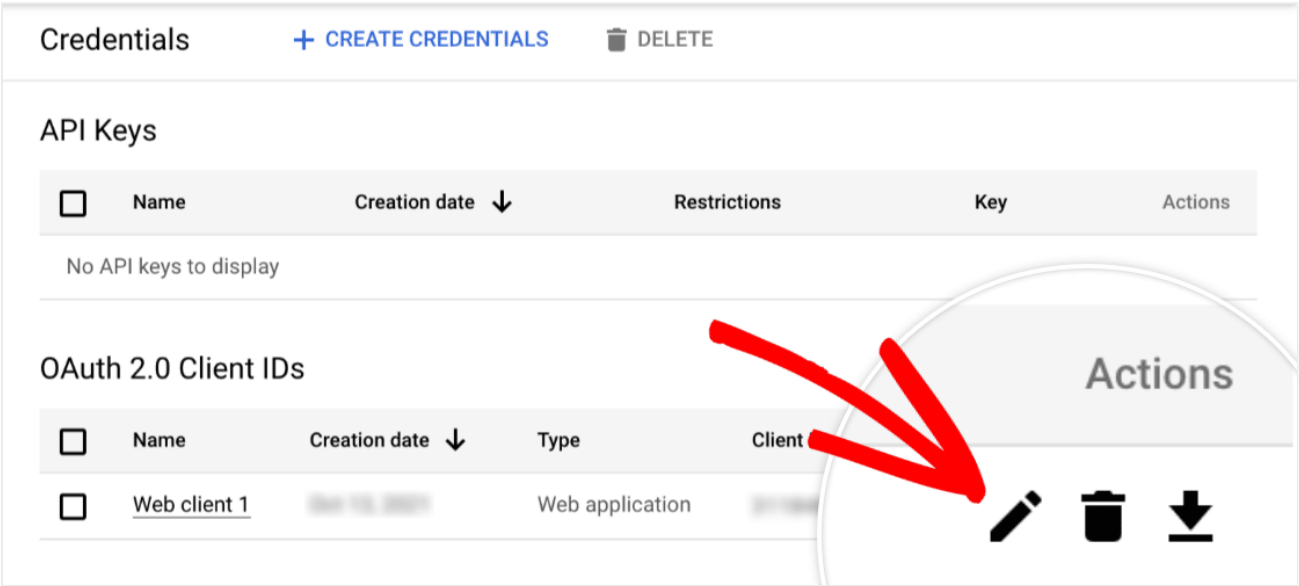 Credentials + CREATE CREDENTIALS DELETE
API Keys
Name Creation date Restrictions Key Actions
No API keys to display
OAuth 2.0 Client IDs
Name Creation date Type Client Actions
Web client 1 Web application